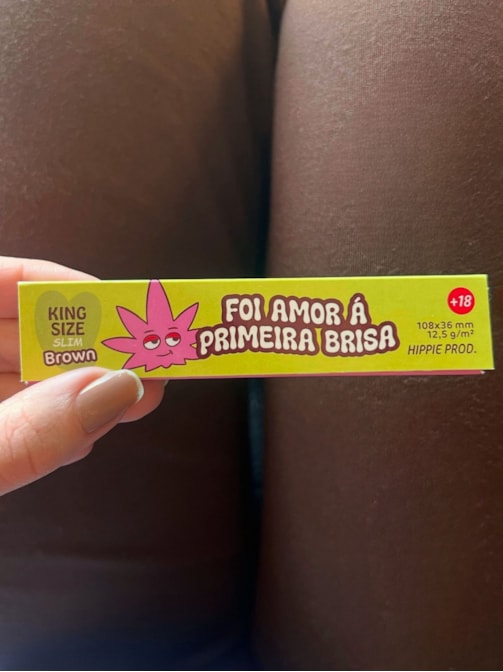 KING
SIZE
SLIM
Brown
FOI AMOR Á
PRIMEIRA BRISA
+18
108x36 mm
12,5 g/m²
HIPPIE PROD.